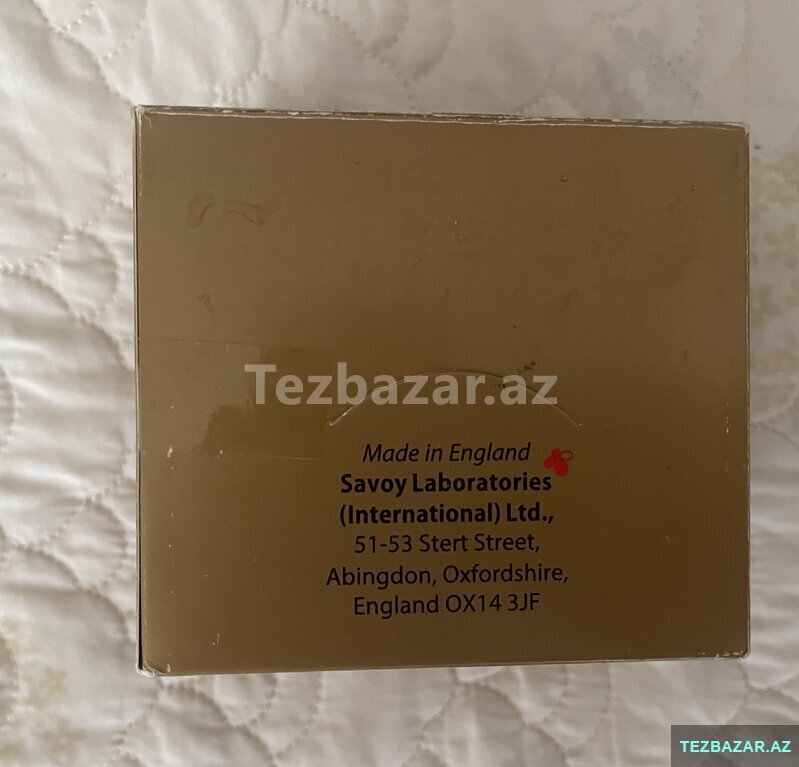 Tezbazar.az
Made in England
Savoy Laboratories
(International) Ltd.,
51-53 Stert Street,
Abingdon, Oxfordshire,
England OX14 3JF
TEZBAZAR.AZ